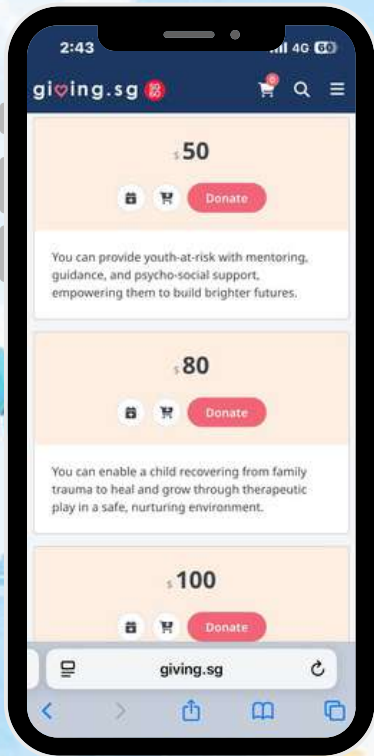 2:43 4G 60
giving.sg 0
$ 50
Donate
You can provide youth-at-risk with mentoring,
guidance, and psycho-social support,
empowering them to build brighter futures.
$ 80
Donate
You can enable a child recovering from family
trauma to heal and grow through therapeutic
play in a safe, nurturing environment.
$ 100
Donate
giving.sg